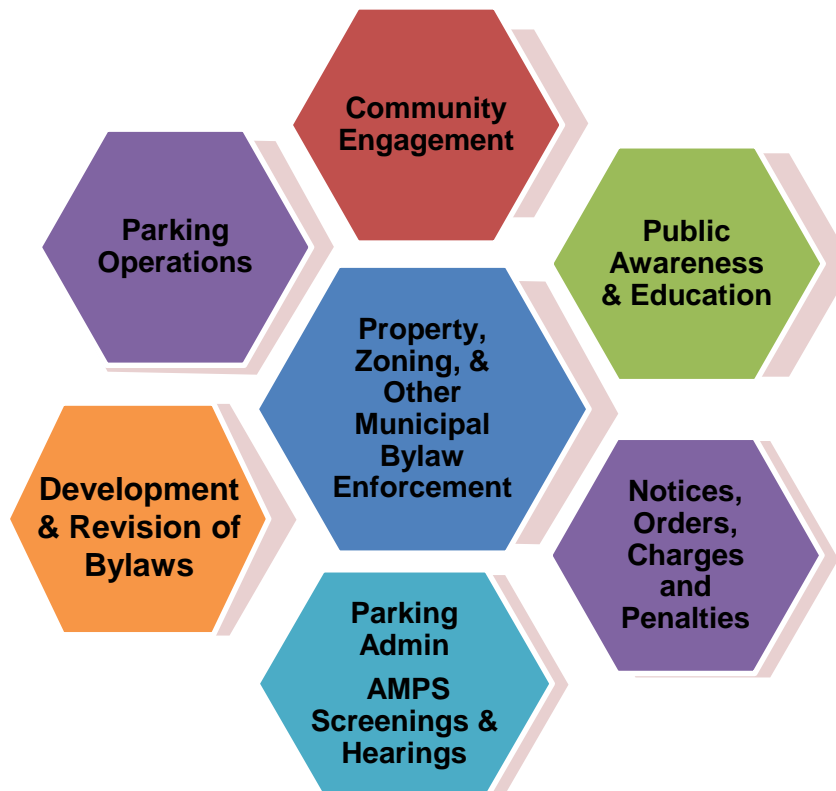 Community
Engagement
Parking
Operations
Public
Awareness
& Education
Property,
Zoning, &
Other
Municipal
Bylaw
Enforcement
Development
& Revision of
Bylaws
Notices,
Orders,
Charges
and
Penalties
Parking
Admin
AMPS
Screenings &
Hearings